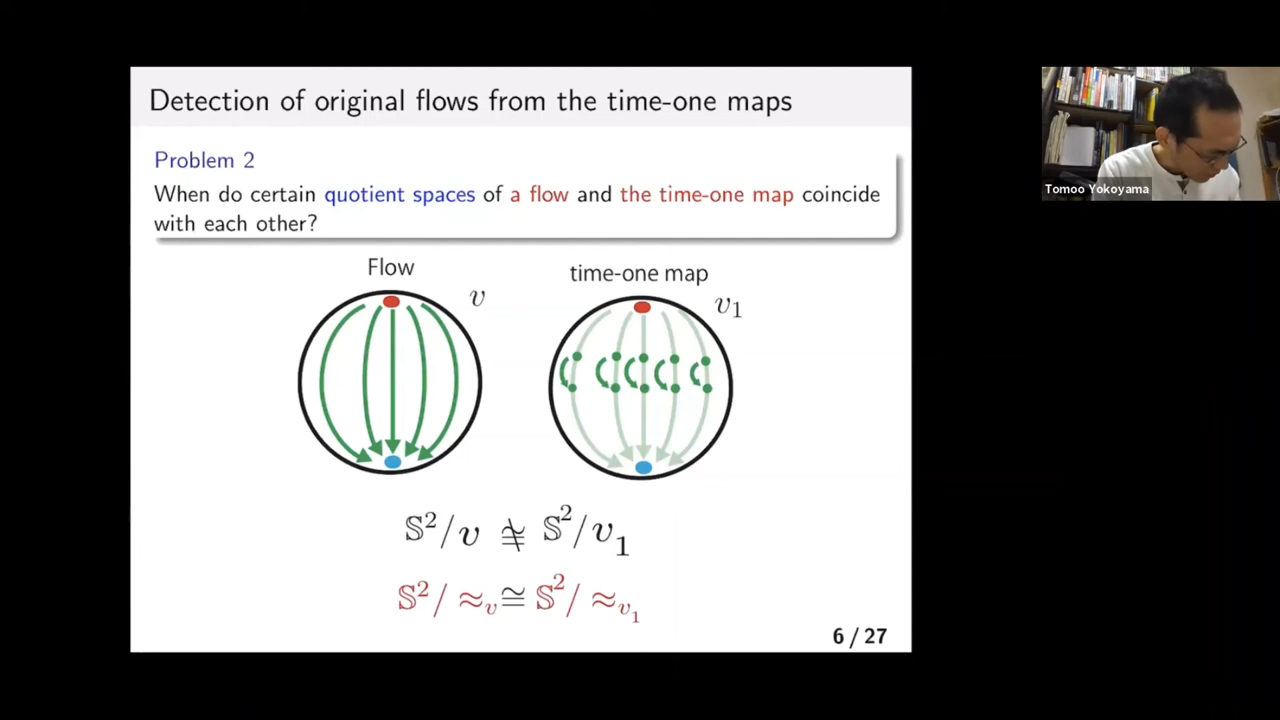 Detection of original flows from the time-one maps
Problem 2
When do certain quotient spaces of a flow and the time-one map coincide
with each other?
Flow
v
time-one map
v₁
𝕊²/v ≇ 𝕊²/v₁
𝕊²/ ≈ᵥ ≅ 𝕊²/ ≈ᵥ₁
6 / 27
Tomoo Yokoyama